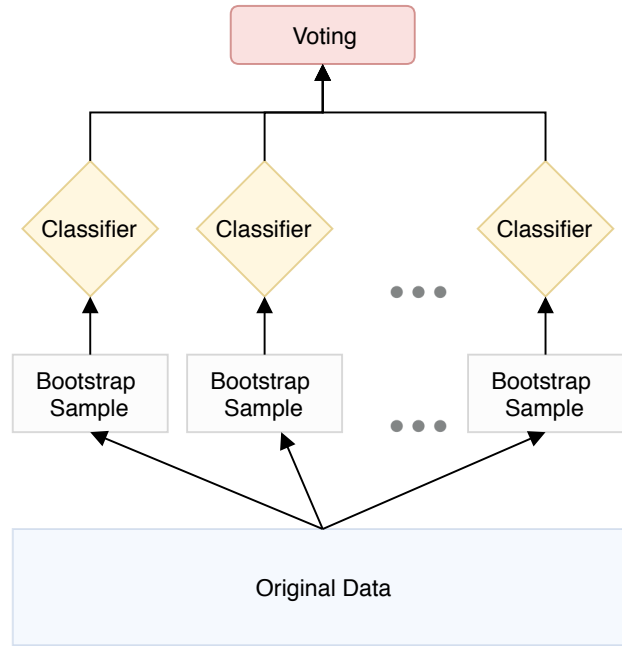 Voting
Classifier
Classifier
Classifier
Bootstrap
Sample
Bootstrap
Sample
Bootstrap
Sample
Original Data